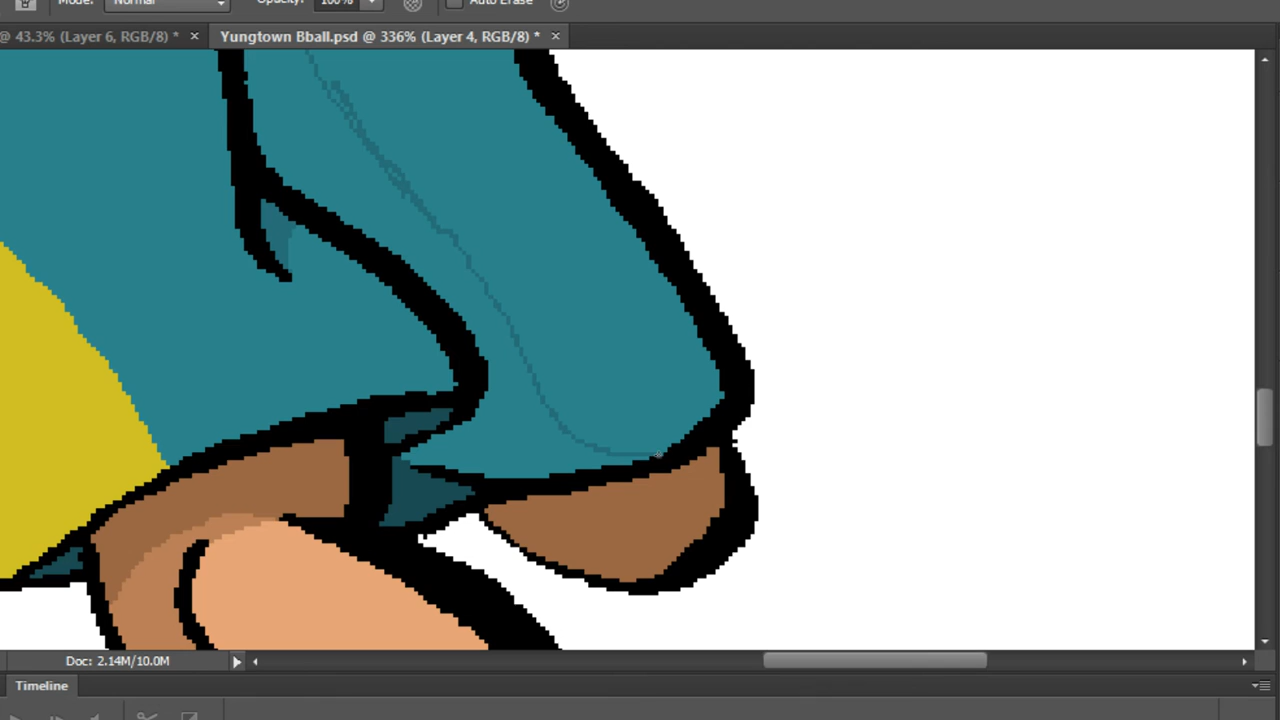 Mode: Normal Opacity: 100% Auto Erase
@ 43.3% (Layer 6, RGB/8) * × Yungtown Bball.psd @ 336% (Layer 4, RGB/8) * ×
Doc: 2.14M/10.0M
Timeline